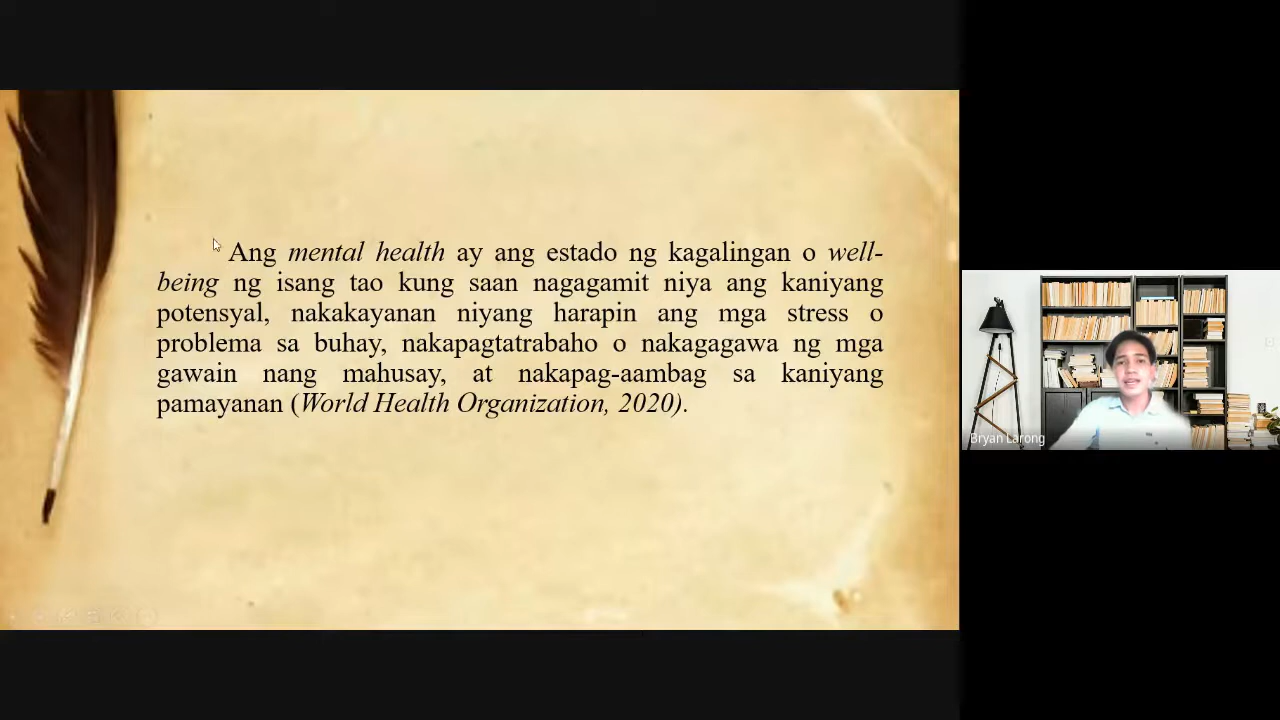 Ang mental health ay ang estado ng kagalingan o well-
being ng isang tao kung saan nagagamit niya ang kaniyang
potensyal, nakakayanan niyang harapin ang mga stress o
problema sa buhay, nakapagtatrabaho o nakagagawa ng mga
gawain nang mahusay, at nakapag-aambag sa kaniyang
pamayanan (World Health Organization, 2020).
Bryan Larong